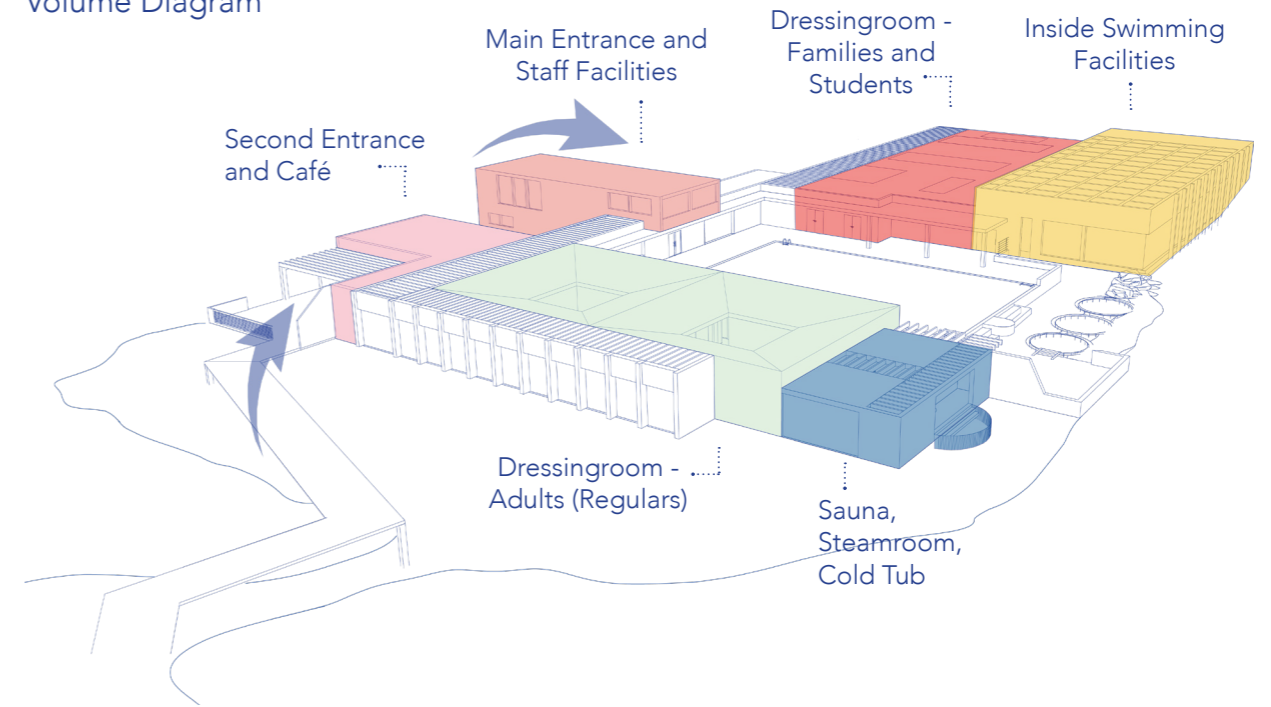 Volume Diagram
Dressingroom -
Families and
Students
Inside Swimming
Facilities
Main Entrance and
Staff Facilities
Second Entrance
and Café
Dressingroom -
Adults (Regulars)
Sauna,
Steamroom,
Cold Tub